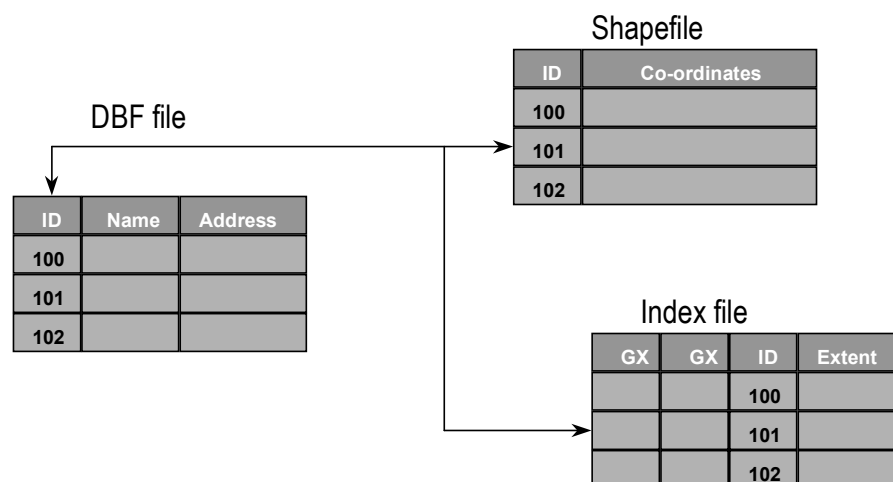 Shapefile
ID Co-ordinates
100
101
102
DBF file
ID Name Address
100
101
102
Index file
GX GX ID Extent
100
101
102